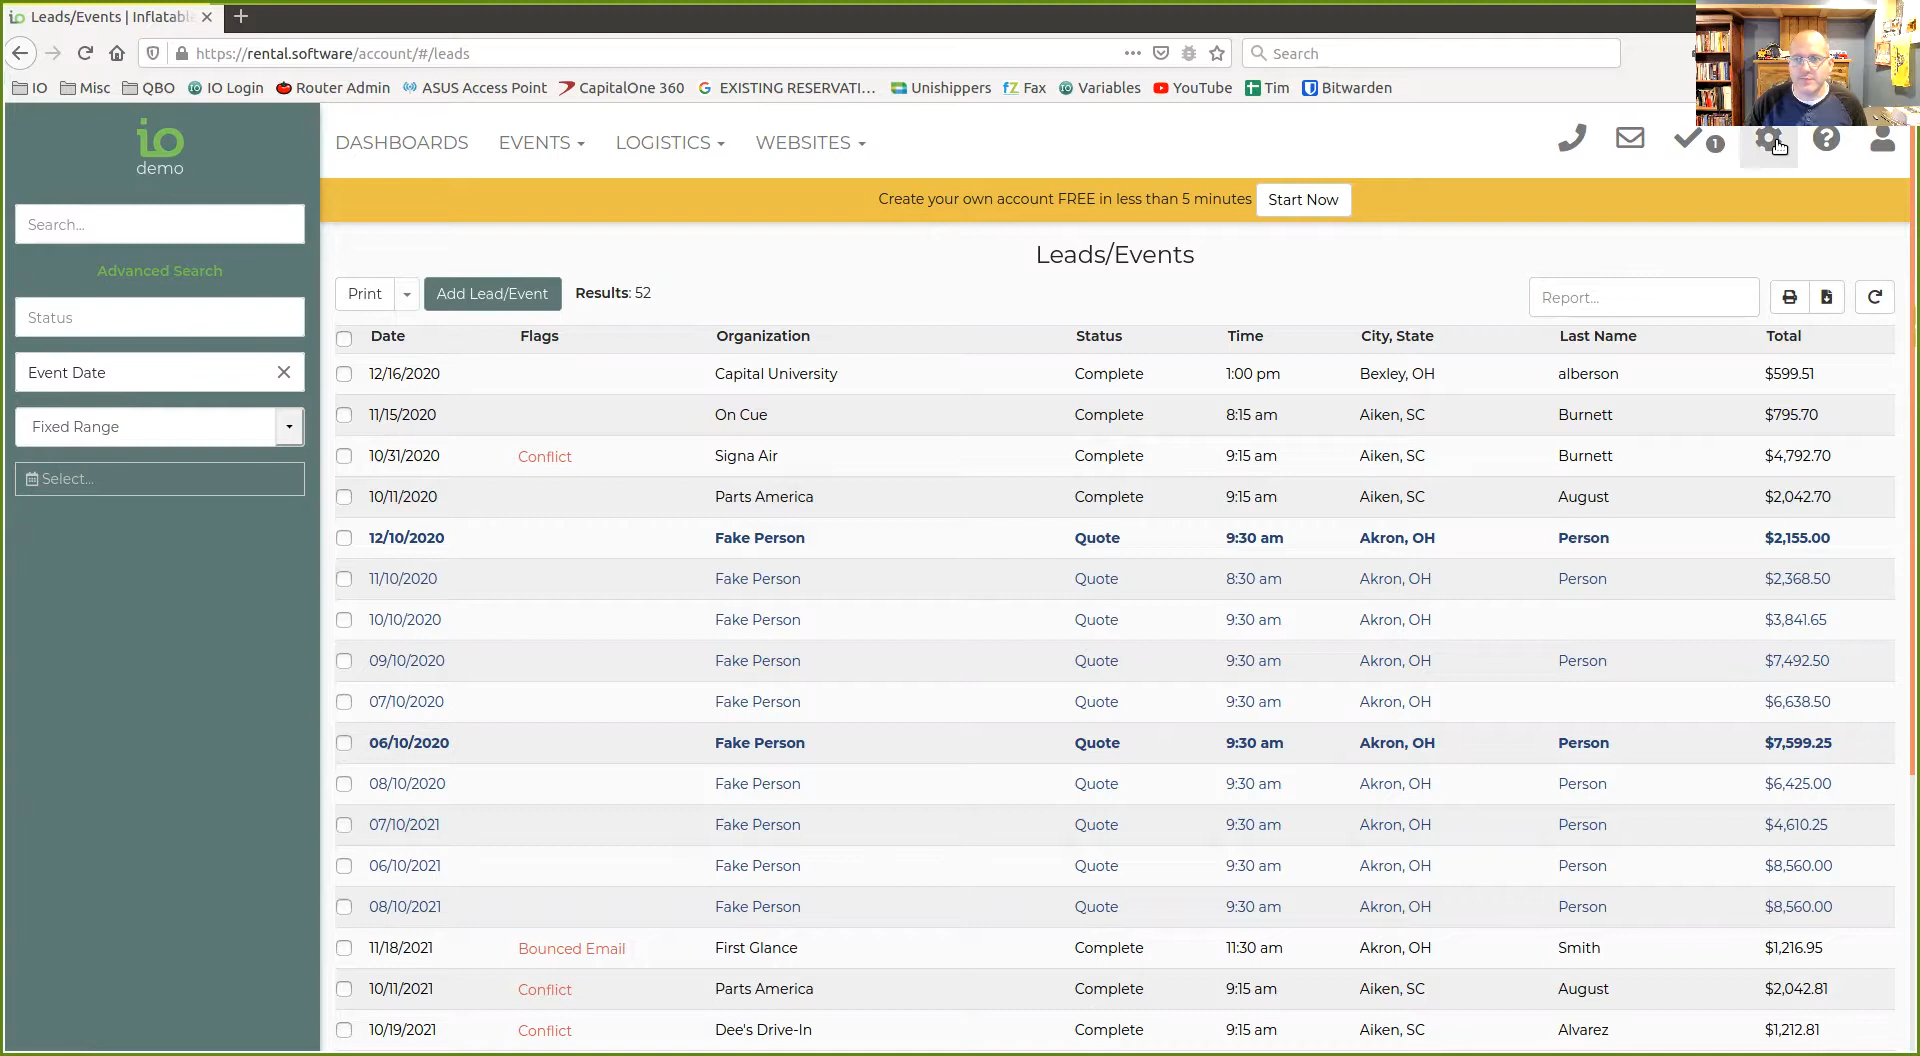 Leads/Events | Inflatable
https://rental.software/account/#/leads
Search
IO Misc QBO IO Login Router Admin ASUS Access Point CapitalOne 360 EXISTING RESERVATI... Unishippers Fax Variables YouTube Tim Bitwarden
io
demo
DASHBOARDS EVENTS LOGISTICS WEBSITES
1
Create your own account FREE in less than 5 minutes Start Now
Search...
Advanced Search
Status
Event Date
Fixed Range
Select...
Leads/Events
Print Add Lead/Event Results: 52 Report...
Date Flags Organization Status Time City, State Last Name Total
12/16/2020 Capital University Complete 1:00 pm Bexley, OH alberson $599.51
11/15/2020 On Cue Complete 8:15 am Aiken, SC Burnett $795.70
10/31/2020 Conflict Signa Air Complete 9:15 am Aiken, SC Burnett $4,792.70
10/11/2020 Parts America Complete 9:15 am Aiken, SC August $2,042.70
12/10/2020 Fake Person Quote 9:30 am Akron, OH Person $2,155.00
11/10/2020 Fake Person Quote 8:30 am Akron, OH Person $2,368.50
10/10/2020 Fake Person Quote 9:30 am Akron, OH $3,841.65
09/10/2020 Fake Person Quote 9:30 am Akron, OH Person $7,492.50
07/10/2020 Fake Person Quote 9:30 am Akron, OH $6,638.50
06/10/2020 Fake Person Quote 9:30 am Akron, OH Person $7,599.25
08/10/2020 Fake Person Quote 9:30 am Akron, OH Person $6,425.00
07/10/2021 Fake Person Quote 9:30 am Akron, OH Person $4,610.25
06/10/2021 Fake Person Quote 9:30 am Akron, OH Person $8,560.00
08/10/2021 Fake Person Quote 9:30 am Akron, OH Person $8,560.00
11/18/2021 Bounced Email First Glance Complete 11:30 am Akron, OH Smith $1,216.95
10/11/2021 Conflict Parts America Complete 9:15 am Aiken, SC August $2,042.81
10/19/2021 Conflict Dee's Drive-In Complete 9:15 am Aiken, SC Alvarez $1,212.81